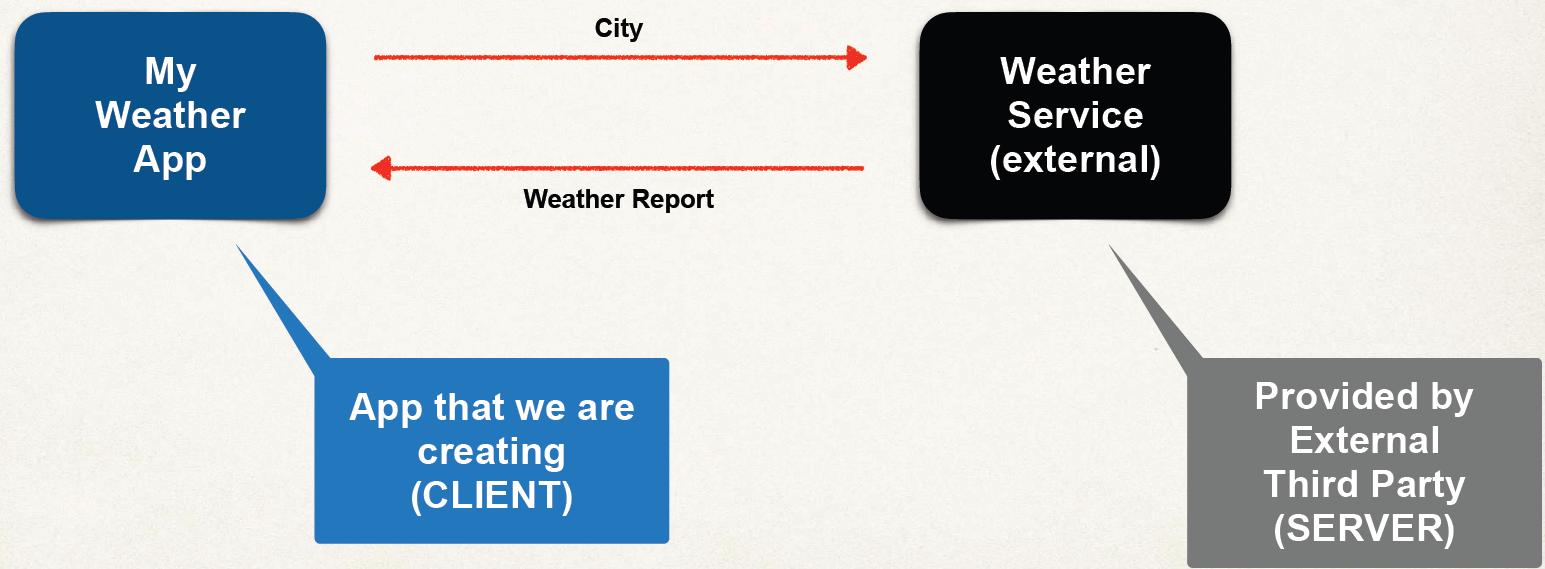 My
Weather
App
City
Weather Report
Weather
Service
(external)
App that we are
creating
(CLIENT)
Provided by
External
Third Party
(SERVER)